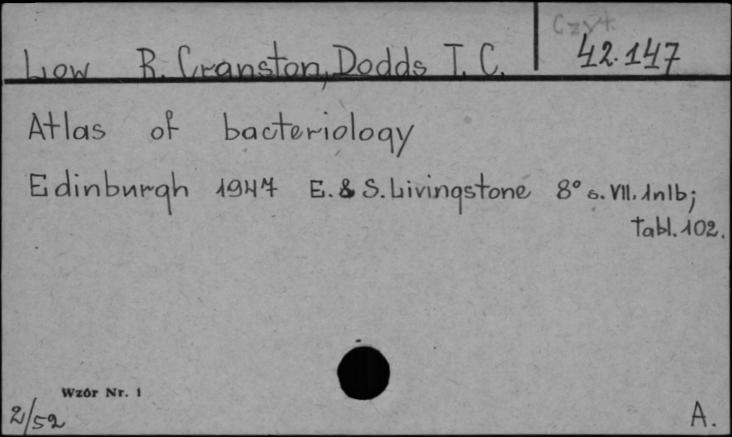 Czyt.
Low R. Cranston, Dodds T. C. 42.147
Atlas of bacteriology
Edinburgh 1947 E. & S. Livingstone 8° s. VII. 1nlb;
tabl. 102.
Wzór Nr. 1
2/52
A.